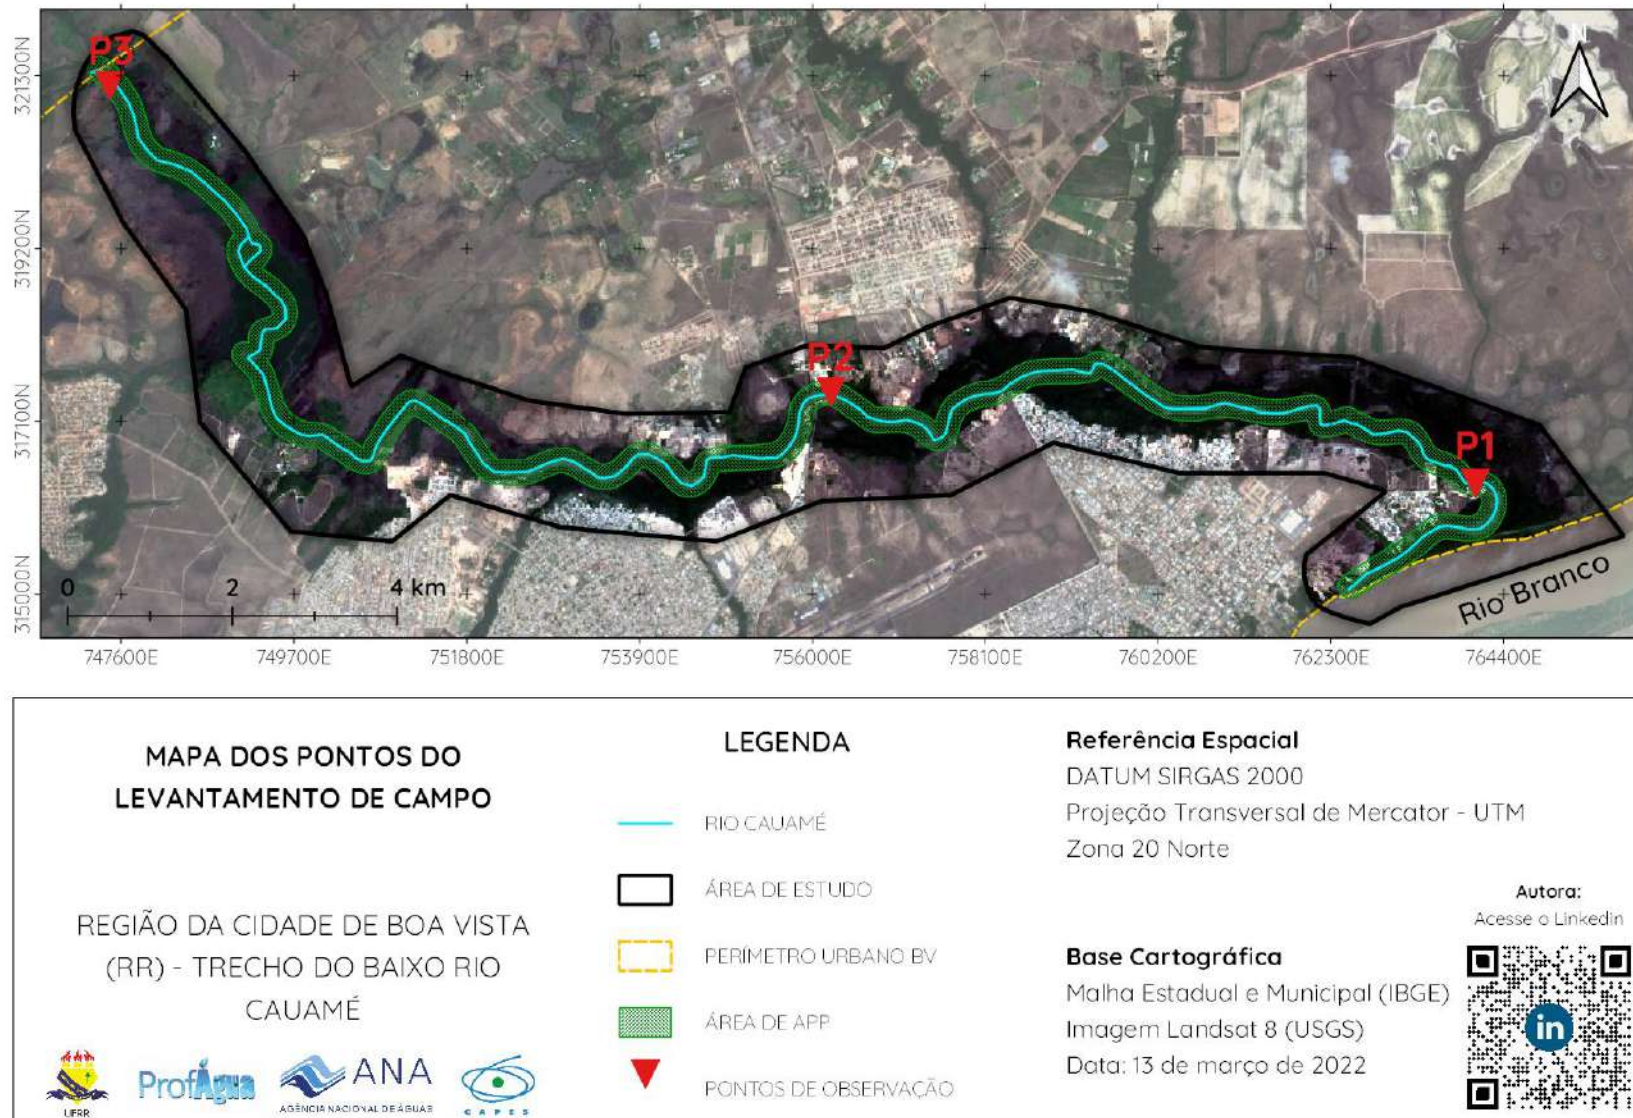 P3
N
P2
P1
Rio Branco
0 2 4 km
321300N
319200N
317100N
315000N
747600E 749700E 751800E 753900E 756000E 758100E 760200E 762300E 764400E
MAPA DOS PONTOS DO
LEVANTAMENTO DE CAMPO
REGIÃO DA CIDADE DE BOA VISTA
(RR) - TRECHO DO BAIXO RIO
CAUAMÉ
UFRR
ProfÁgua
ANA
AGÊNCIA NACIONAL DE ÁGUAS
CAPES
LEGENDA
RIO CAUAMÉ
ÁREA DE ESTUDO
PERÍMETRO URBANO BV
ÁREA DE APP
PONTOS DE OBSERVAÇÃO
Referência Espacial
DATUM SIRGAS 2000
Projeção Transversal de Mercator - UTM
Zona 20 Norte
Base Cartográfica
Malha Estadual e Municipal (IBGE)
Imagem Landsat 8 (USGS)
Data: 13 de março de 2022
Autora:
Acesse o Linkedin
in